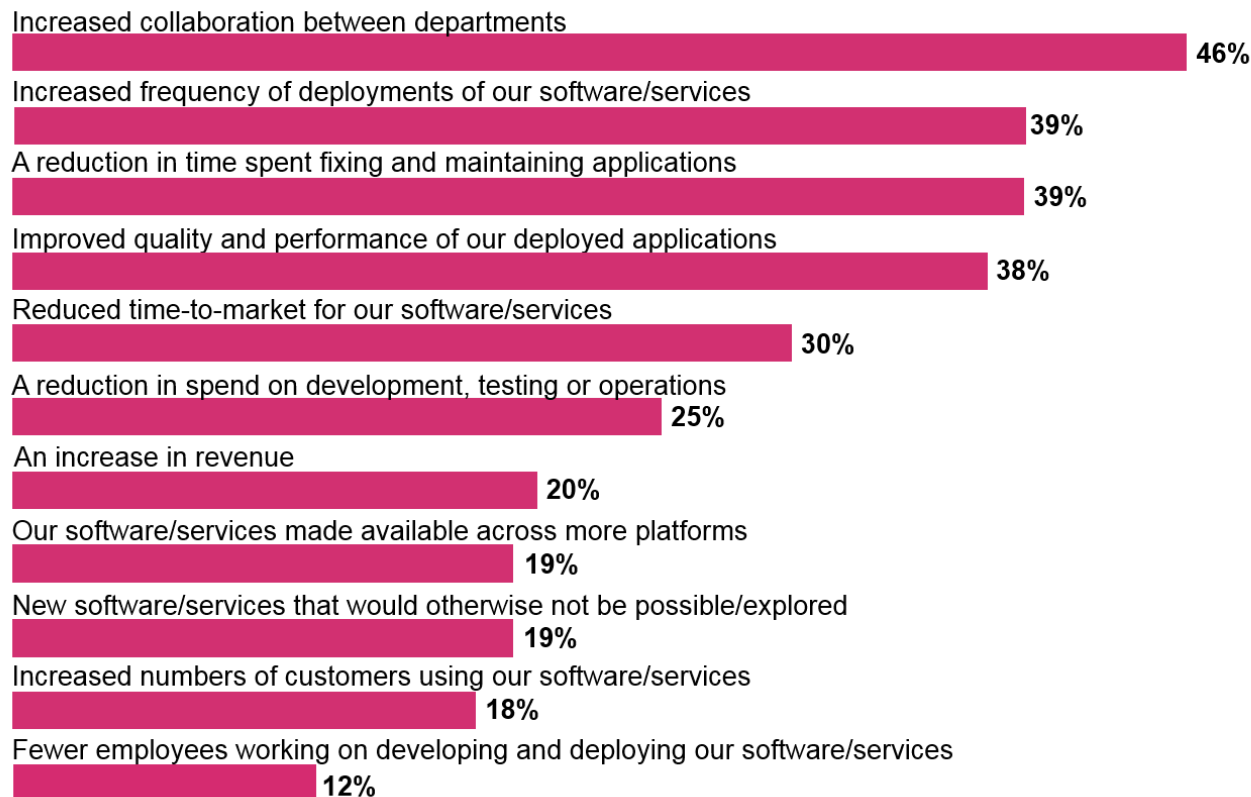 Increased collaboration between departments
46%
Increased frequency of deployments of our software/services
39%
A reduction in time spent fixing and maintaining applications
39%
Improved quality and performance of our deployed applications
38%
Reduced time-to-market for our software/services
30%
A reduction in spend on development, testing or operations
25%
An increase in revenue
20%
Our software/services made available across more platforms
19%
New software/services that would otherwise not be possible/explored
19%
Increased numbers of customers using our software/services
18%
Fewer employees working on developing and deploying our software/services
12%